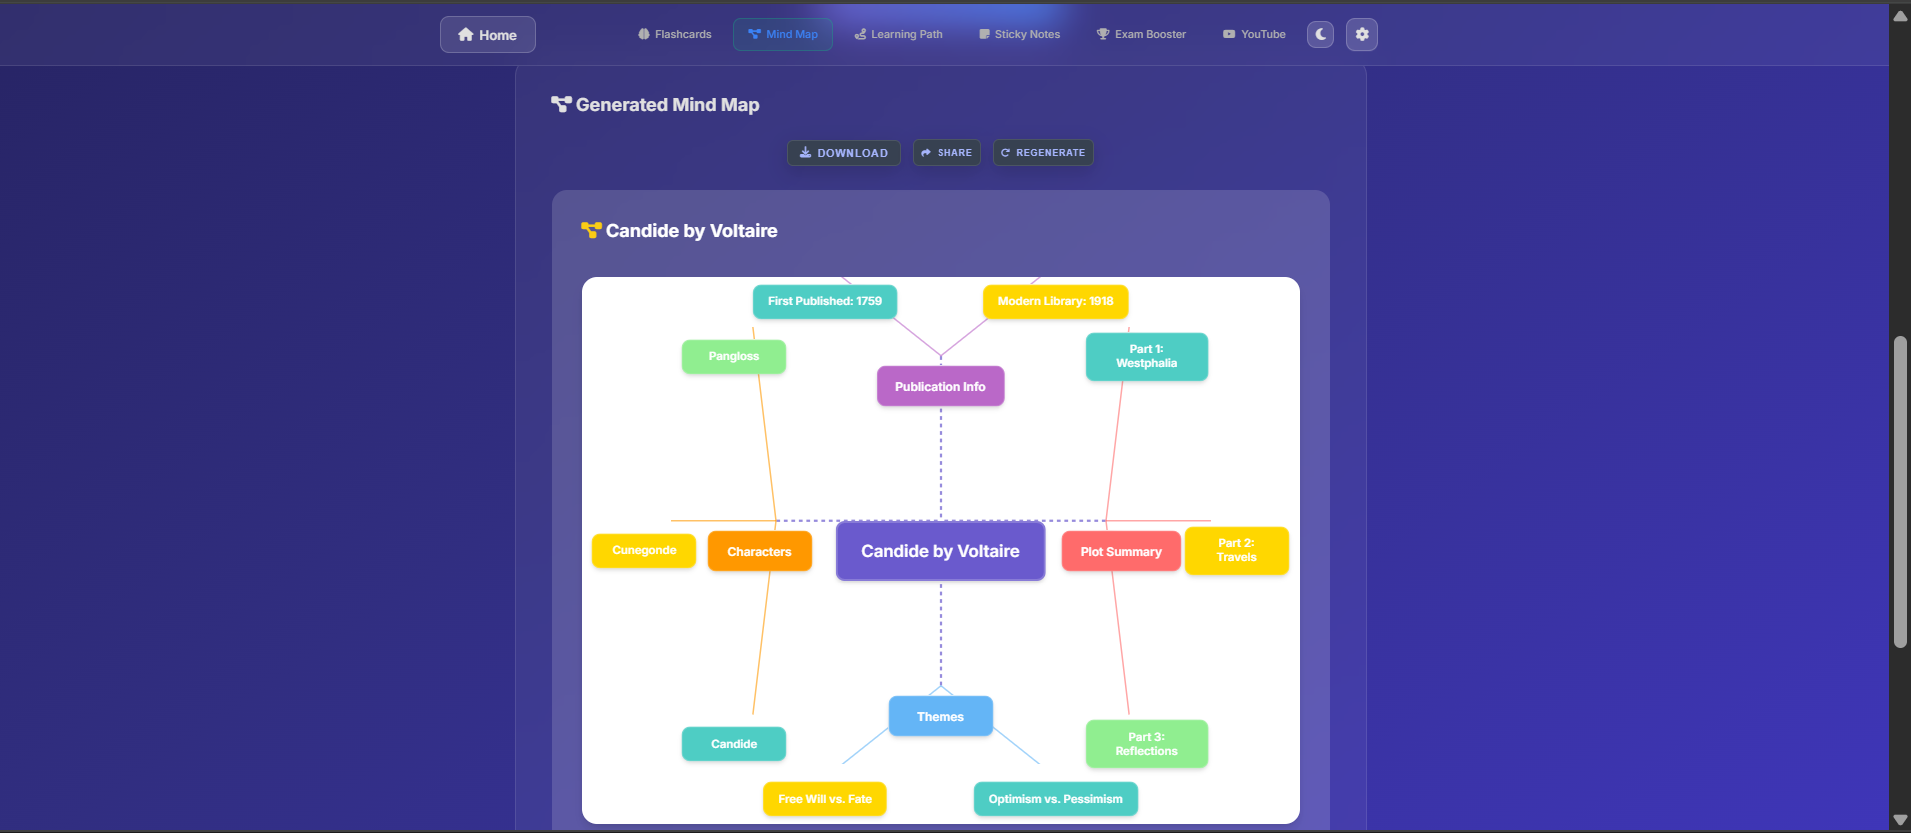 Home
Flashcards
Mind Map
Learning Path
Sticky Notes
Exam Booster
YouTube
Generated Mind Map
DOWNLOAD
SHARE
REGENERATE
Candide by Voltaire
First Published: 1759
Modern Library: 1918
Pangloss
Part 1:
Westphalia
Publication Info
Cunegonde
Characters
Candide by Voltaire
Plot Summary
Part 2:
Travels
Themes
Candide
Part 3:
Reflections
Free Will vs. Fate
Optimism vs. Pessimism